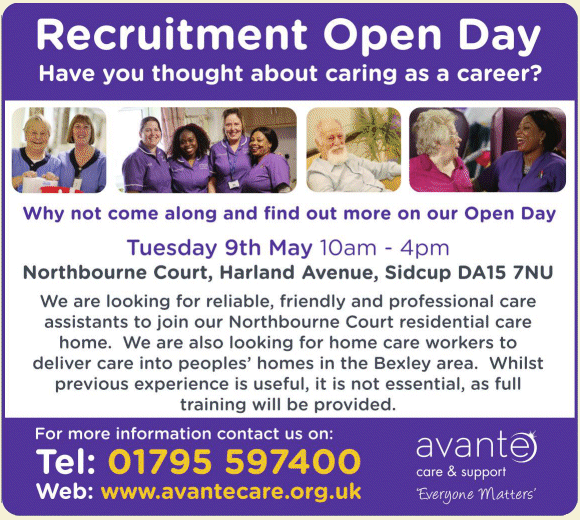 Recruitment Open Day
Have you thought about caring as a career?
Why not come along and find out more on our Open Day
Tuesday 9th May 10am - 4pm
Northbourne Court, Harland Avenue, Sidcup DA15 7NU
We are looking for reliable, friendly and professional care
assistants to join our Northbourne Court residential care
home.  We are also looking for home care workers to
deliver care into peoples' homes in the Bexley area.  Whilst
previous experience is useful, it is not essential, as full
training will be provided.
For more information contact us on:
Tel: 01795 597400
Web: www.avantecare.org.uk
avante
care & support
'Everyone Matters'